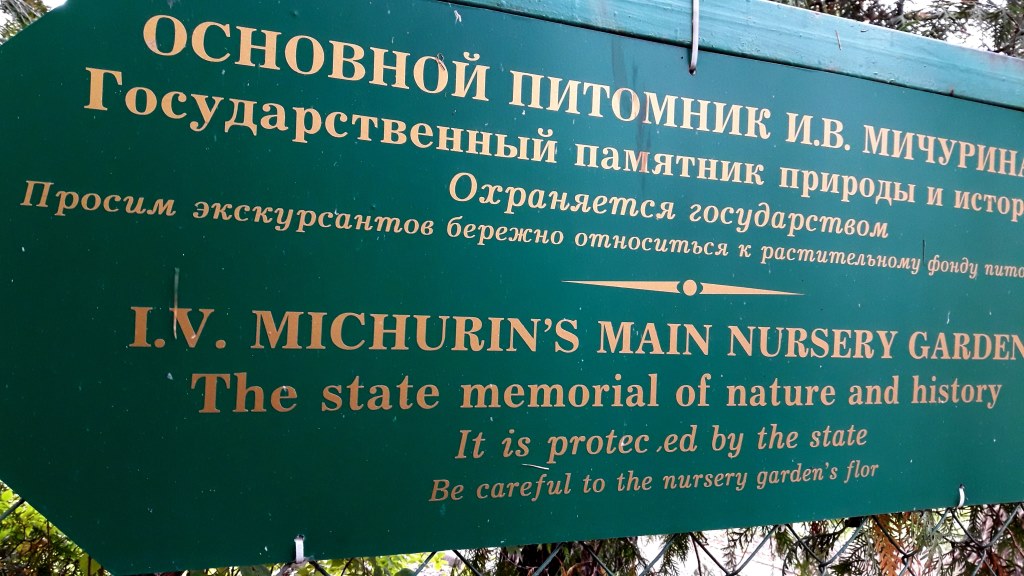 ОСНОВНОЙ ПИТОМНИК И.В. МИЧУРИНА
Государственный памятник природы и истор
Охраняется государством
Просим экскурсантов бережно относиться к растительному фонду пито
I.V. MICHURIN'S MAIN NURSERY GARDEN
The state memorial of nature and history
It is protec ed by the state
Be careful to the nursery garden's flor